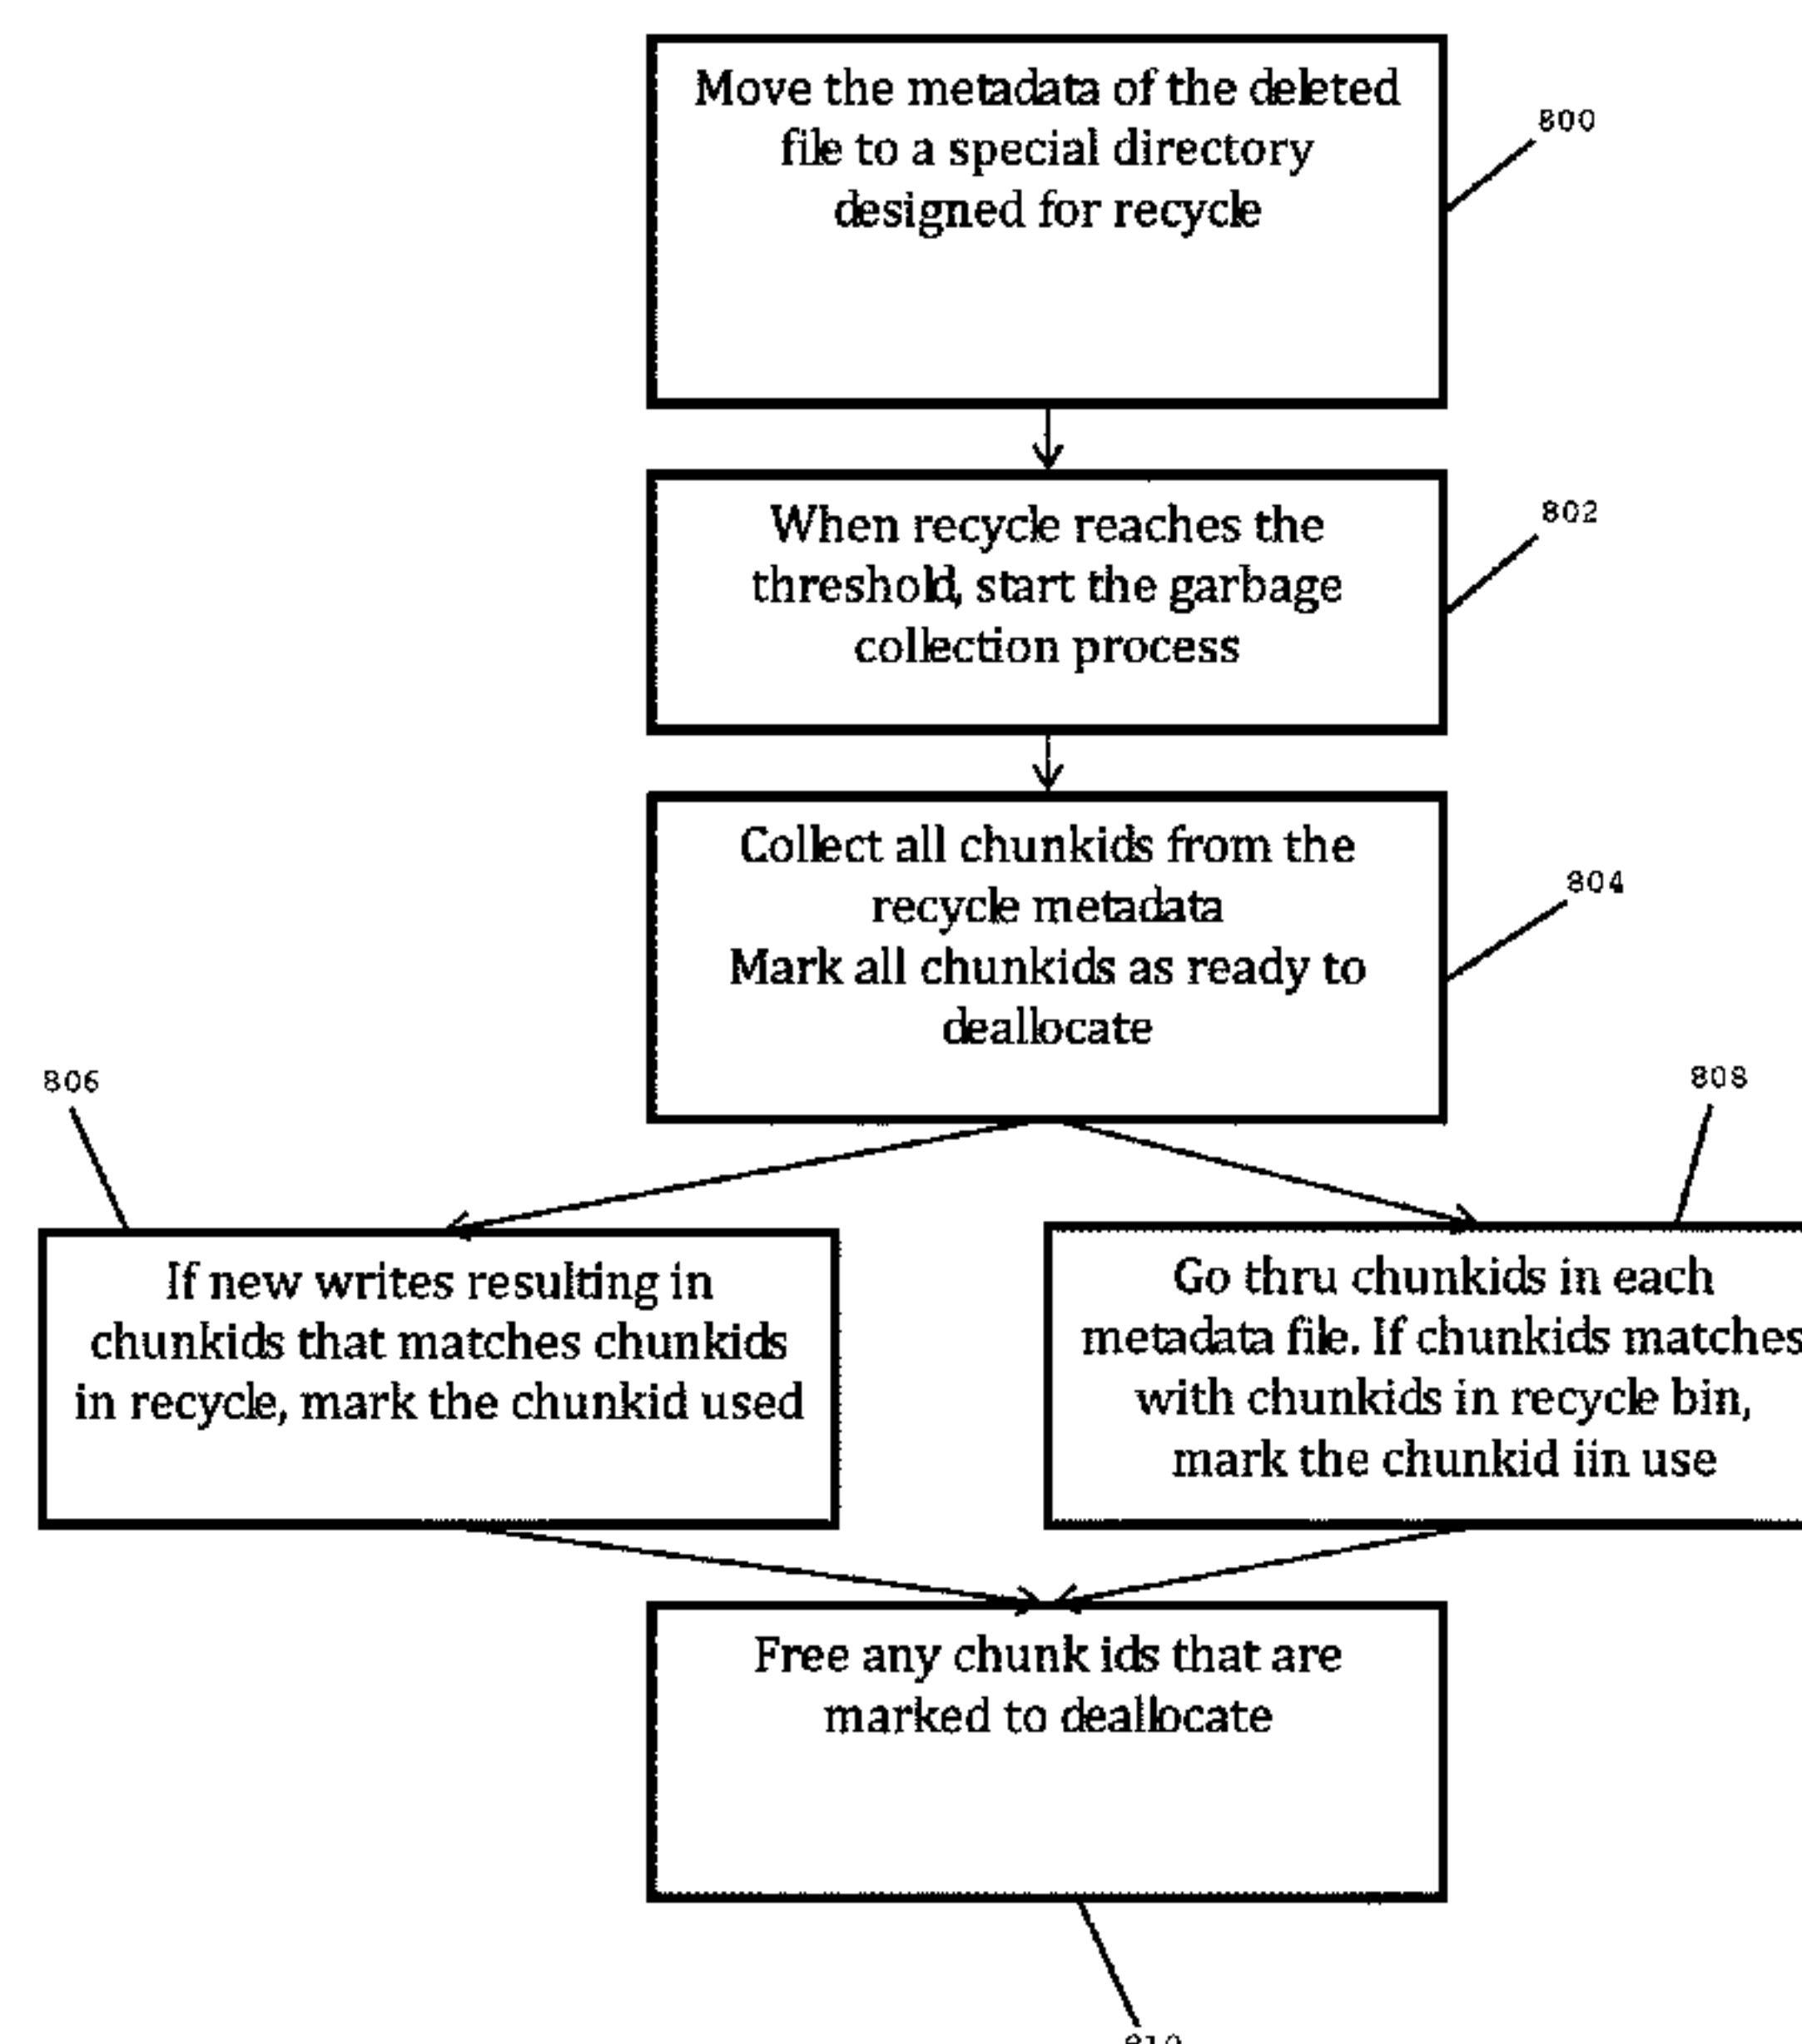 Move the metadata of the deleted
file to a special directory
designed for recycle
800
When recycle reaches the
threshold, start the garbage
collection process
802
Collect all chunkids from the
recycle metadata
Mark all chunkids as ready to
deallocate
804
806
808
If new writes resulting in
chunkids that matches chunkids
in recycle, mark the chunkid used
Go thru chunkids in each
metadata file. If chunkids matches
with chunkids in recycle bin,
mark the chunkid iin use
Free any chunk ids that are
marked to deallocate